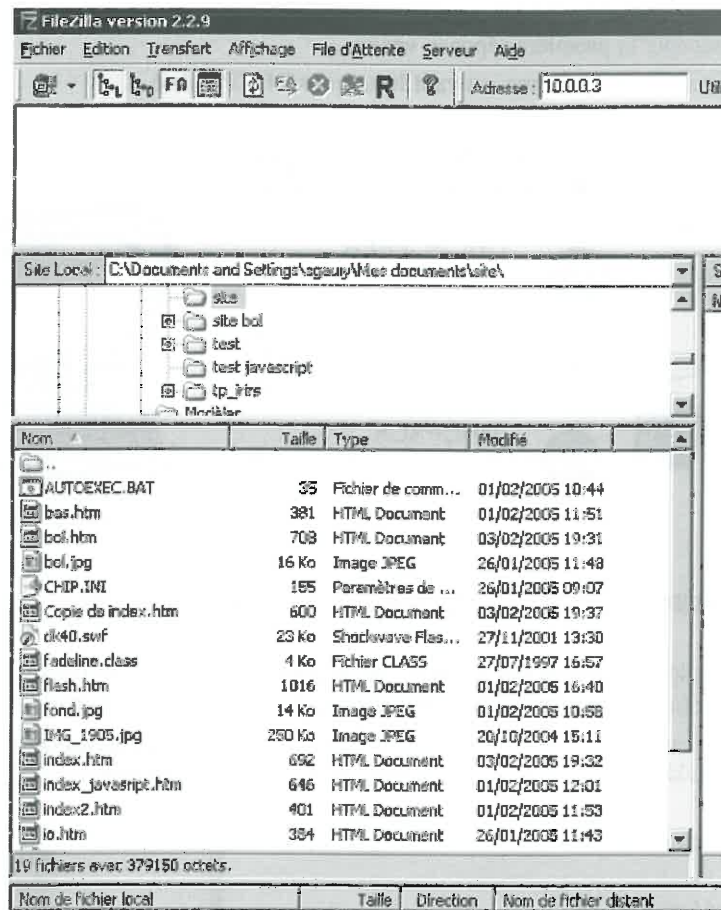 FileZilla version 2.2.9
Fichier Edition Transfert Affichage File d'Attente Serveur Aide
Adresse : 10.0.0.3
Site Local : C:\Documents and Settings\sgauy\Mes documents\site\
site
site bol
test
test javascript
Modèles
Nom Taille Type Modifié
..
AUTOEXEC.BAT 35 Fichier de comm... 01/02/2005 10:44
bas.htm 381 HTML Document 01/02/2005 11:51
bol.htm 708 HTML Document 03/02/2005 19:31
bol.jpg 16 Ko Image JPEG 26/01/2005 11:48
CHIP.INI 155 Paramètres de ... 26/01/2005 09:07
Copie de index.htm 600 HTML Document 03/02/2005 19:37
dk40.swf 23 Ko Shockwave Flas... 27/11/2001 13:30
fadeline.class 4 Ko Fichier CLASS 27/07/1997 16:57
flash.htm 1016 HTML Document 01/02/2005 16:40
fond.jpg 14 Ko Image JPEG 01/02/2005 10:58
IMG_1905.jpg 250 Ko Image JPEG 20/10/2004 15:11
index.htm 692 HTML Document 03/02/2005 19:32
index_javasript.htm 646 HTML Document 01/02/2005 12:01
index2.htm 401 HTML Document 01/02/2005 11:53
io.htm 384 HTML Document 26/01/2005 11:43
19 fichiers avec 379150 octets.
Nom de fichier local Taille Direction Nom de fichier distant